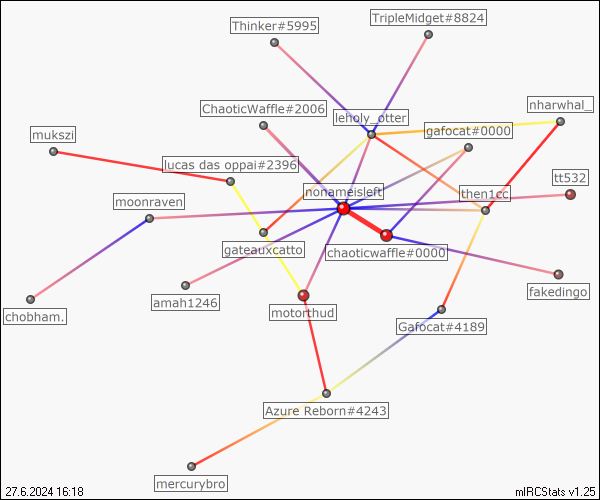 TripleMidget#8824
Thinker#5995
nharwhal_
ChaoticWaffle#2006
leholy_otter
gafocat#0000
mukszi
lucas das oppai#2396
tt532
nonameisleft
then1cc
moonraven
gateauxcatto
chaoticwaffle#0000
fakedingo
amah1246
motorthud
chobham.
Gafocat#4189
Azure Reborn#4243
mercurybro
27.6.2024 16:18
mIRCStats v1.25